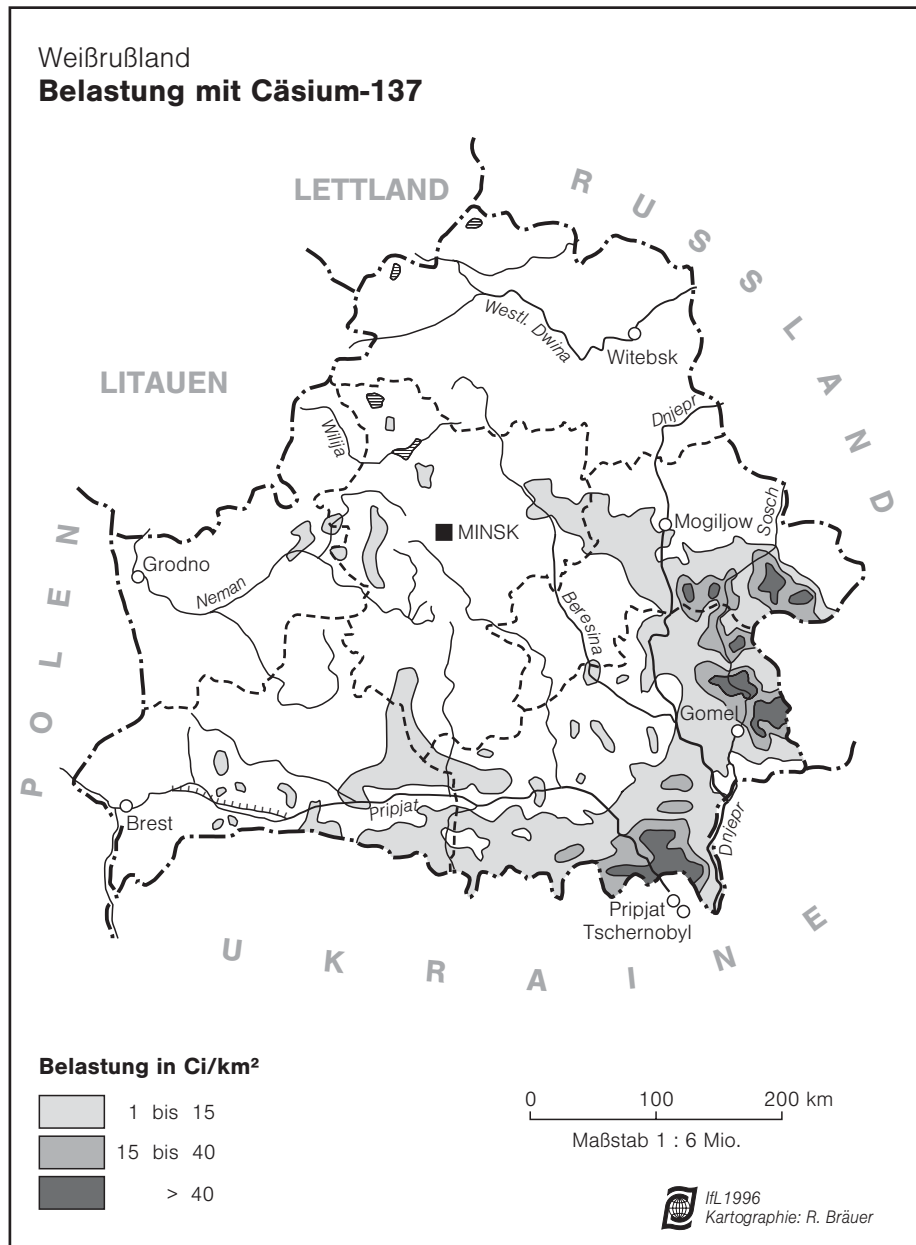 Weißrußland
Belastung mit Cäsium-137
LETTLAND
RUSSLAND
Westl. Dwina
Witebsk
LITAUEN
Dnjepr
Wilija
Sosch
MINSK
Mogiljow
POLEN
Grodno
Neman
Beresina
Gomel
Brest
Pripjat
Dnjepr
Pripjat
Tschernobyl
UKRAINE
Belastung in Ci/km²
1 bis 15
15 bis 40
> 40
0 100 200 km
Maßstab 1 : 6 Mio.
IfL1996
Kartographie: R. Bräuer